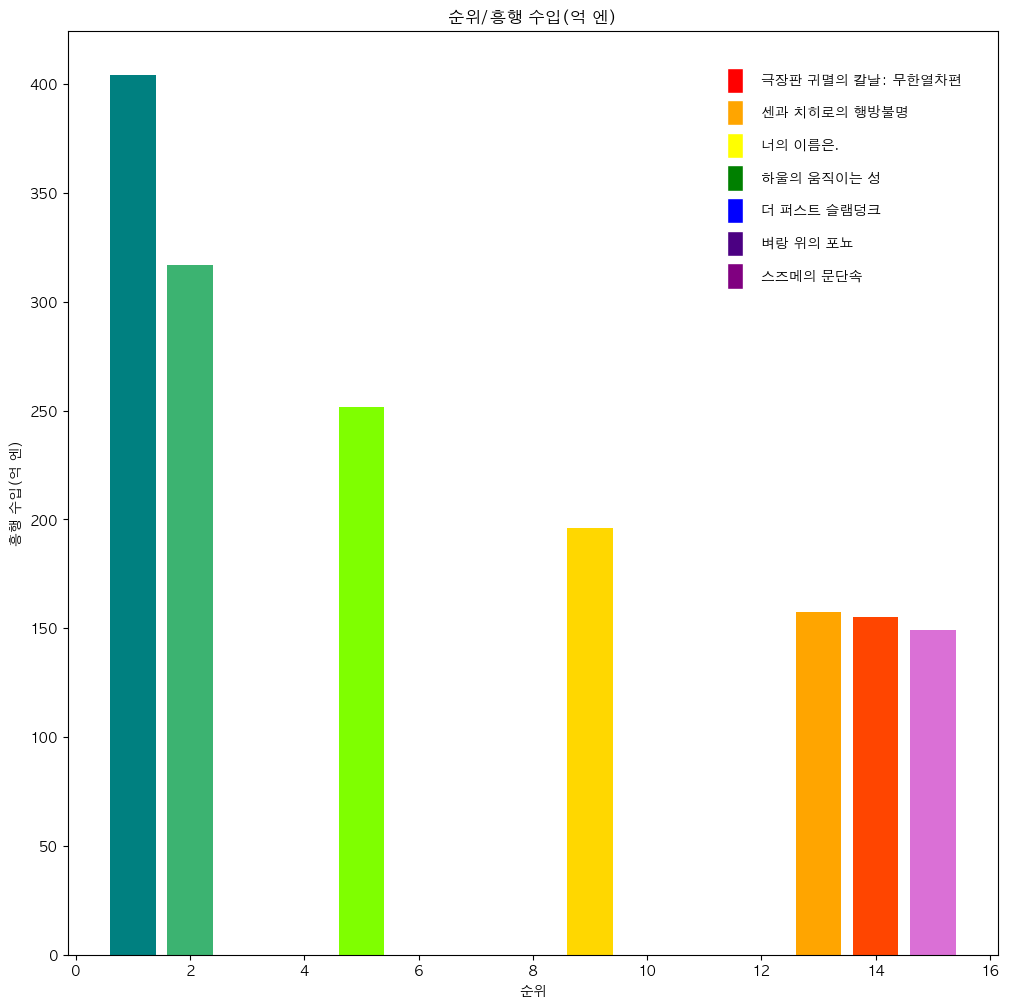 순위/흥행 수입(억 엔)
극장판 귀멸의 칼날: 무한열차편
센과 치히로의 행방불명
너의 이름은.
하울의 움직이는 성
더 퍼스트 슬램덩크
벼랑 위의 포뇨
스즈메의 문단속
흥행 수입(억 엔)
400
350
300
250
200
150
100
50
0
0 2 4 6 8 10 12 14 16
순위